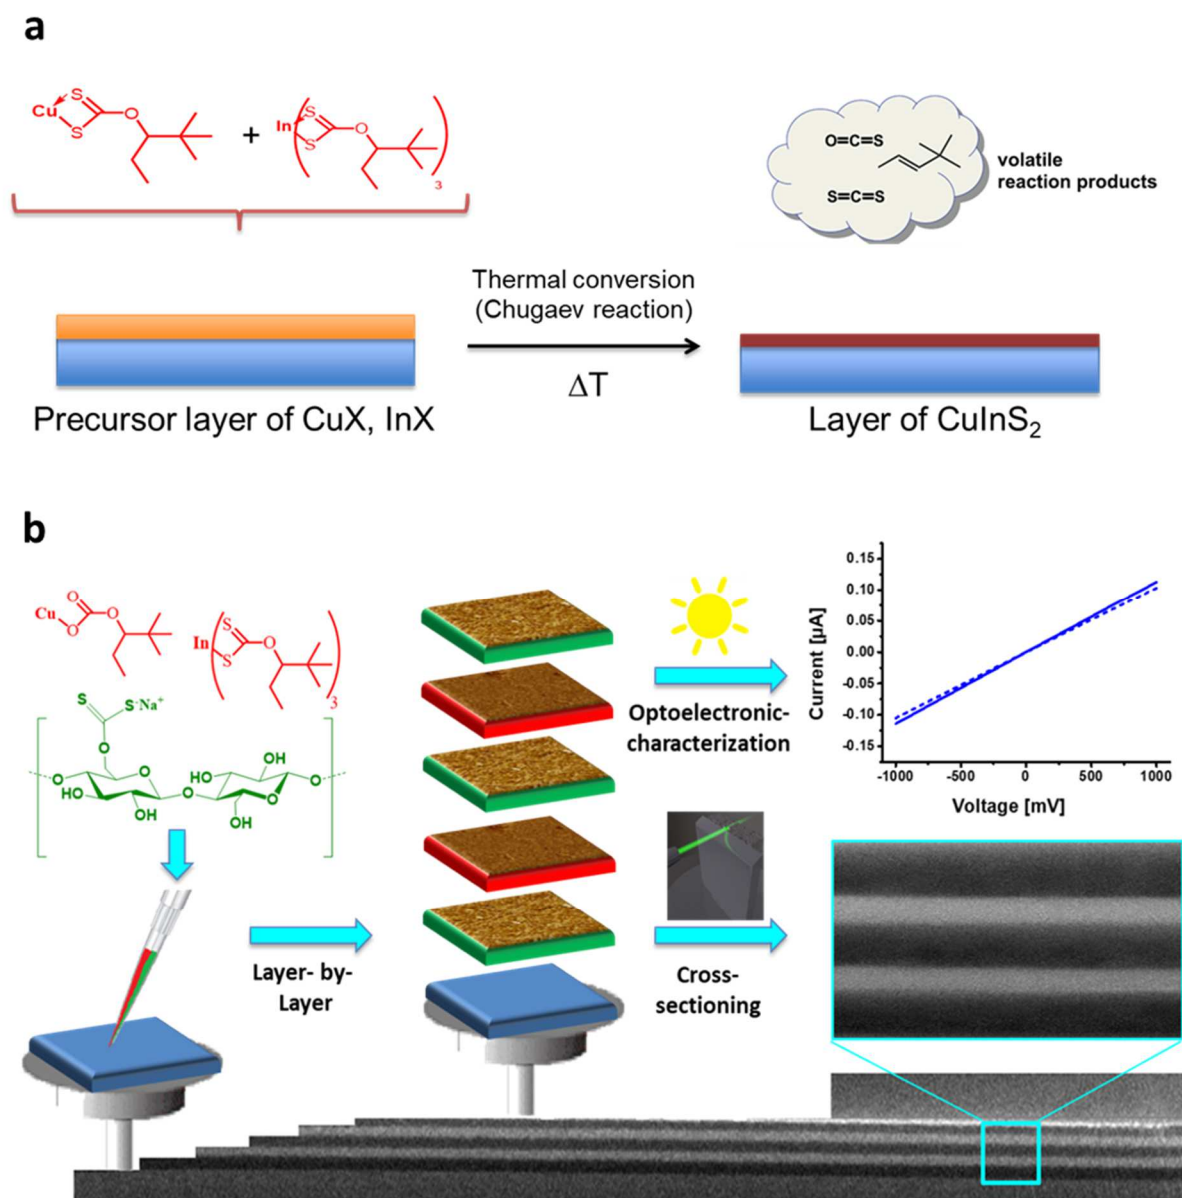 a
Cu
S
S
O
+
In
S
S
O
3
O=C=S
S=C=S
volatile
reaction products
Thermal conversion
(Chugaev reaction)
ΔT
Precursor layer of CuX, InX
Layer of CuInS₂
b
Cu
O
O
O
In
S
S
O
3
S
S⁻Na⁺
O
O
HO
O
OH
O
HO
OH
O
O
OH
Layer- by-
Layer
Optoelectronic-
characterization
Cross-
sectioning
Current [µA]
0.15
0.10
0.05
0.00
-0.05
-0.10
-0.15
-1000 -500 0 500 1000
Voltage [mV]